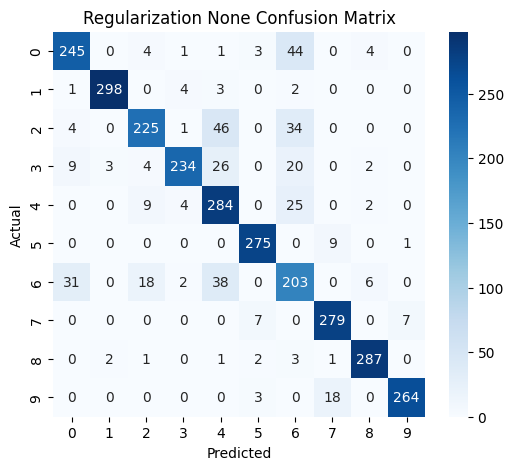 Regularization None Confusion Matrix
0 245 0 4 1 1 3 44 0 4 0
1 1 298 0 4 3 0 2 0 0 0
2 4 0 225 1 46 0 34 0 0 0
3 9 3 4 234 26 0 20 0 2 0
4 0 0 9 4 284 0 25 0 2 0
5 0 0 0 0 0 275 0 9 0 1
6 31 0 18 2 38 0 203 0 6 0
7 0 0 0 0 0 7 0 279 0 7
8 0 2 1 0 1 2 3 1 287 0
9 0 0 0 0 0 3 0 18 0 264
0 1 2 3 4 5 6 7 8 9
Predicted
Actual
250
200
150
100
50
0